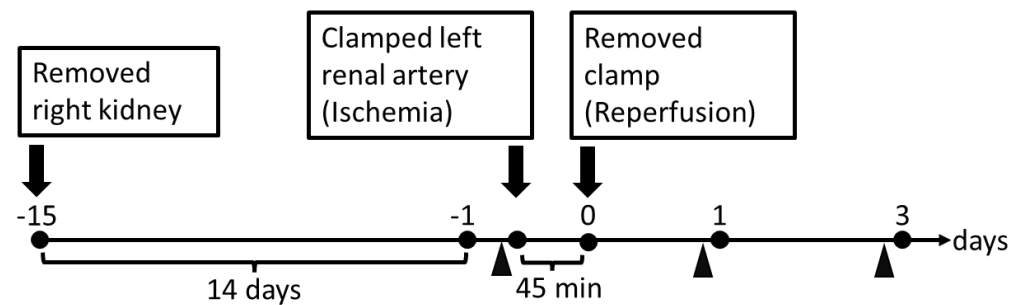 Removed
right kidney
Clamped left
renal artery
(Ischemia)
Removed
clamp
(Reperfusion)
-15
-1
0
1
3
days
14 days
45 min